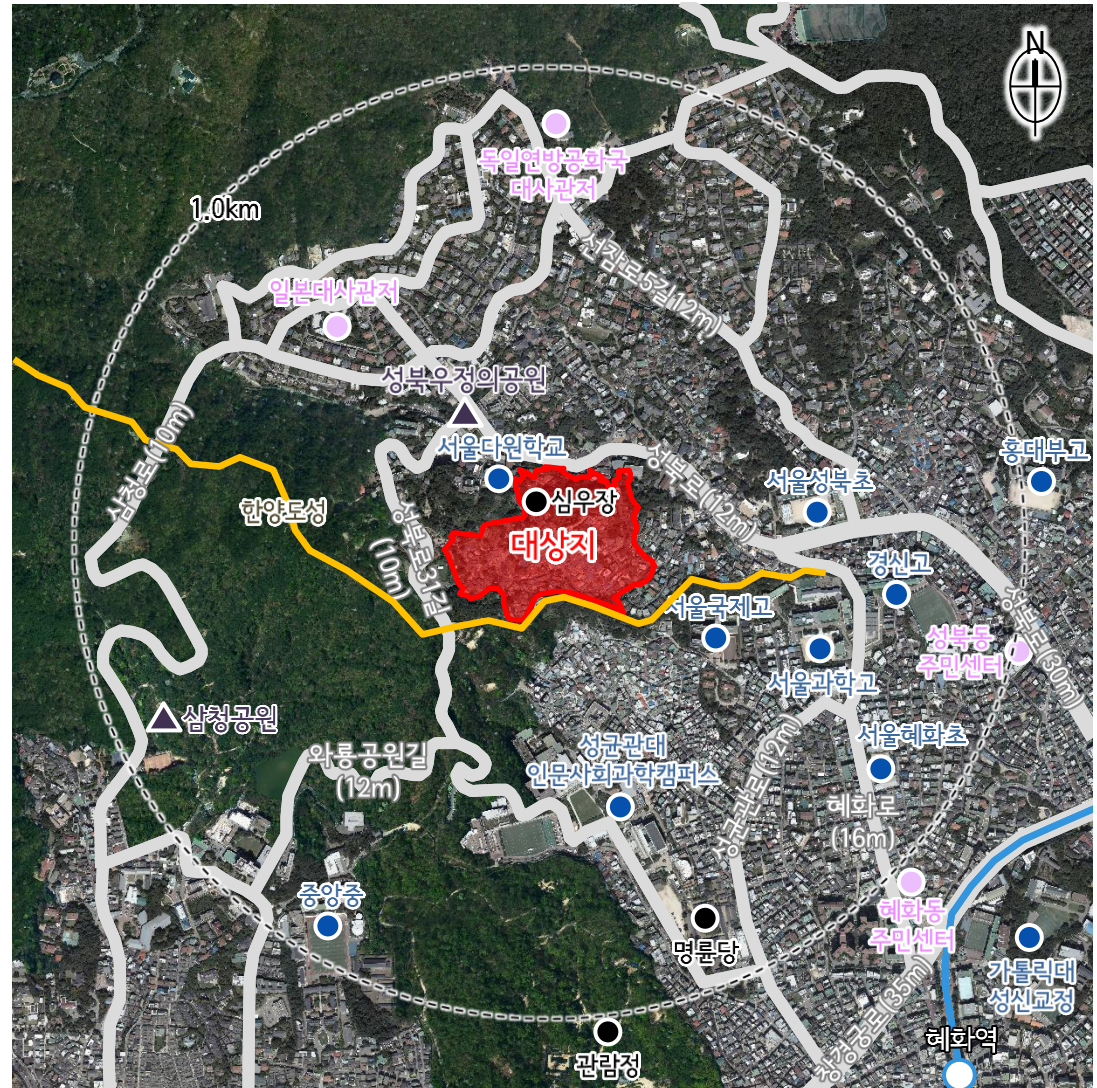 N
독일연방공화국
대사관저
1.0km
선잠로5길(12m)
일본대사관저
성북우정의공원
삼청로(10m)
서울다원학교
성북로(12m)
홍대부고
서울성북초
심우장
한양도성
대상지
성북로31길
(10m)
경신고
서울국제고
성북동
주민센터
성북로(30m)
서울과학고
삼청공원
와룡공원길
(12m)
성균관대
인문사회과학캠퍼스
성균관로(12m)
서울혜화초
혜화로
(16m)
중앙중
혜화동
주민센터
명륜당
가톨릭대
성신교정
창경궁로(35m)
관람정
혜화역